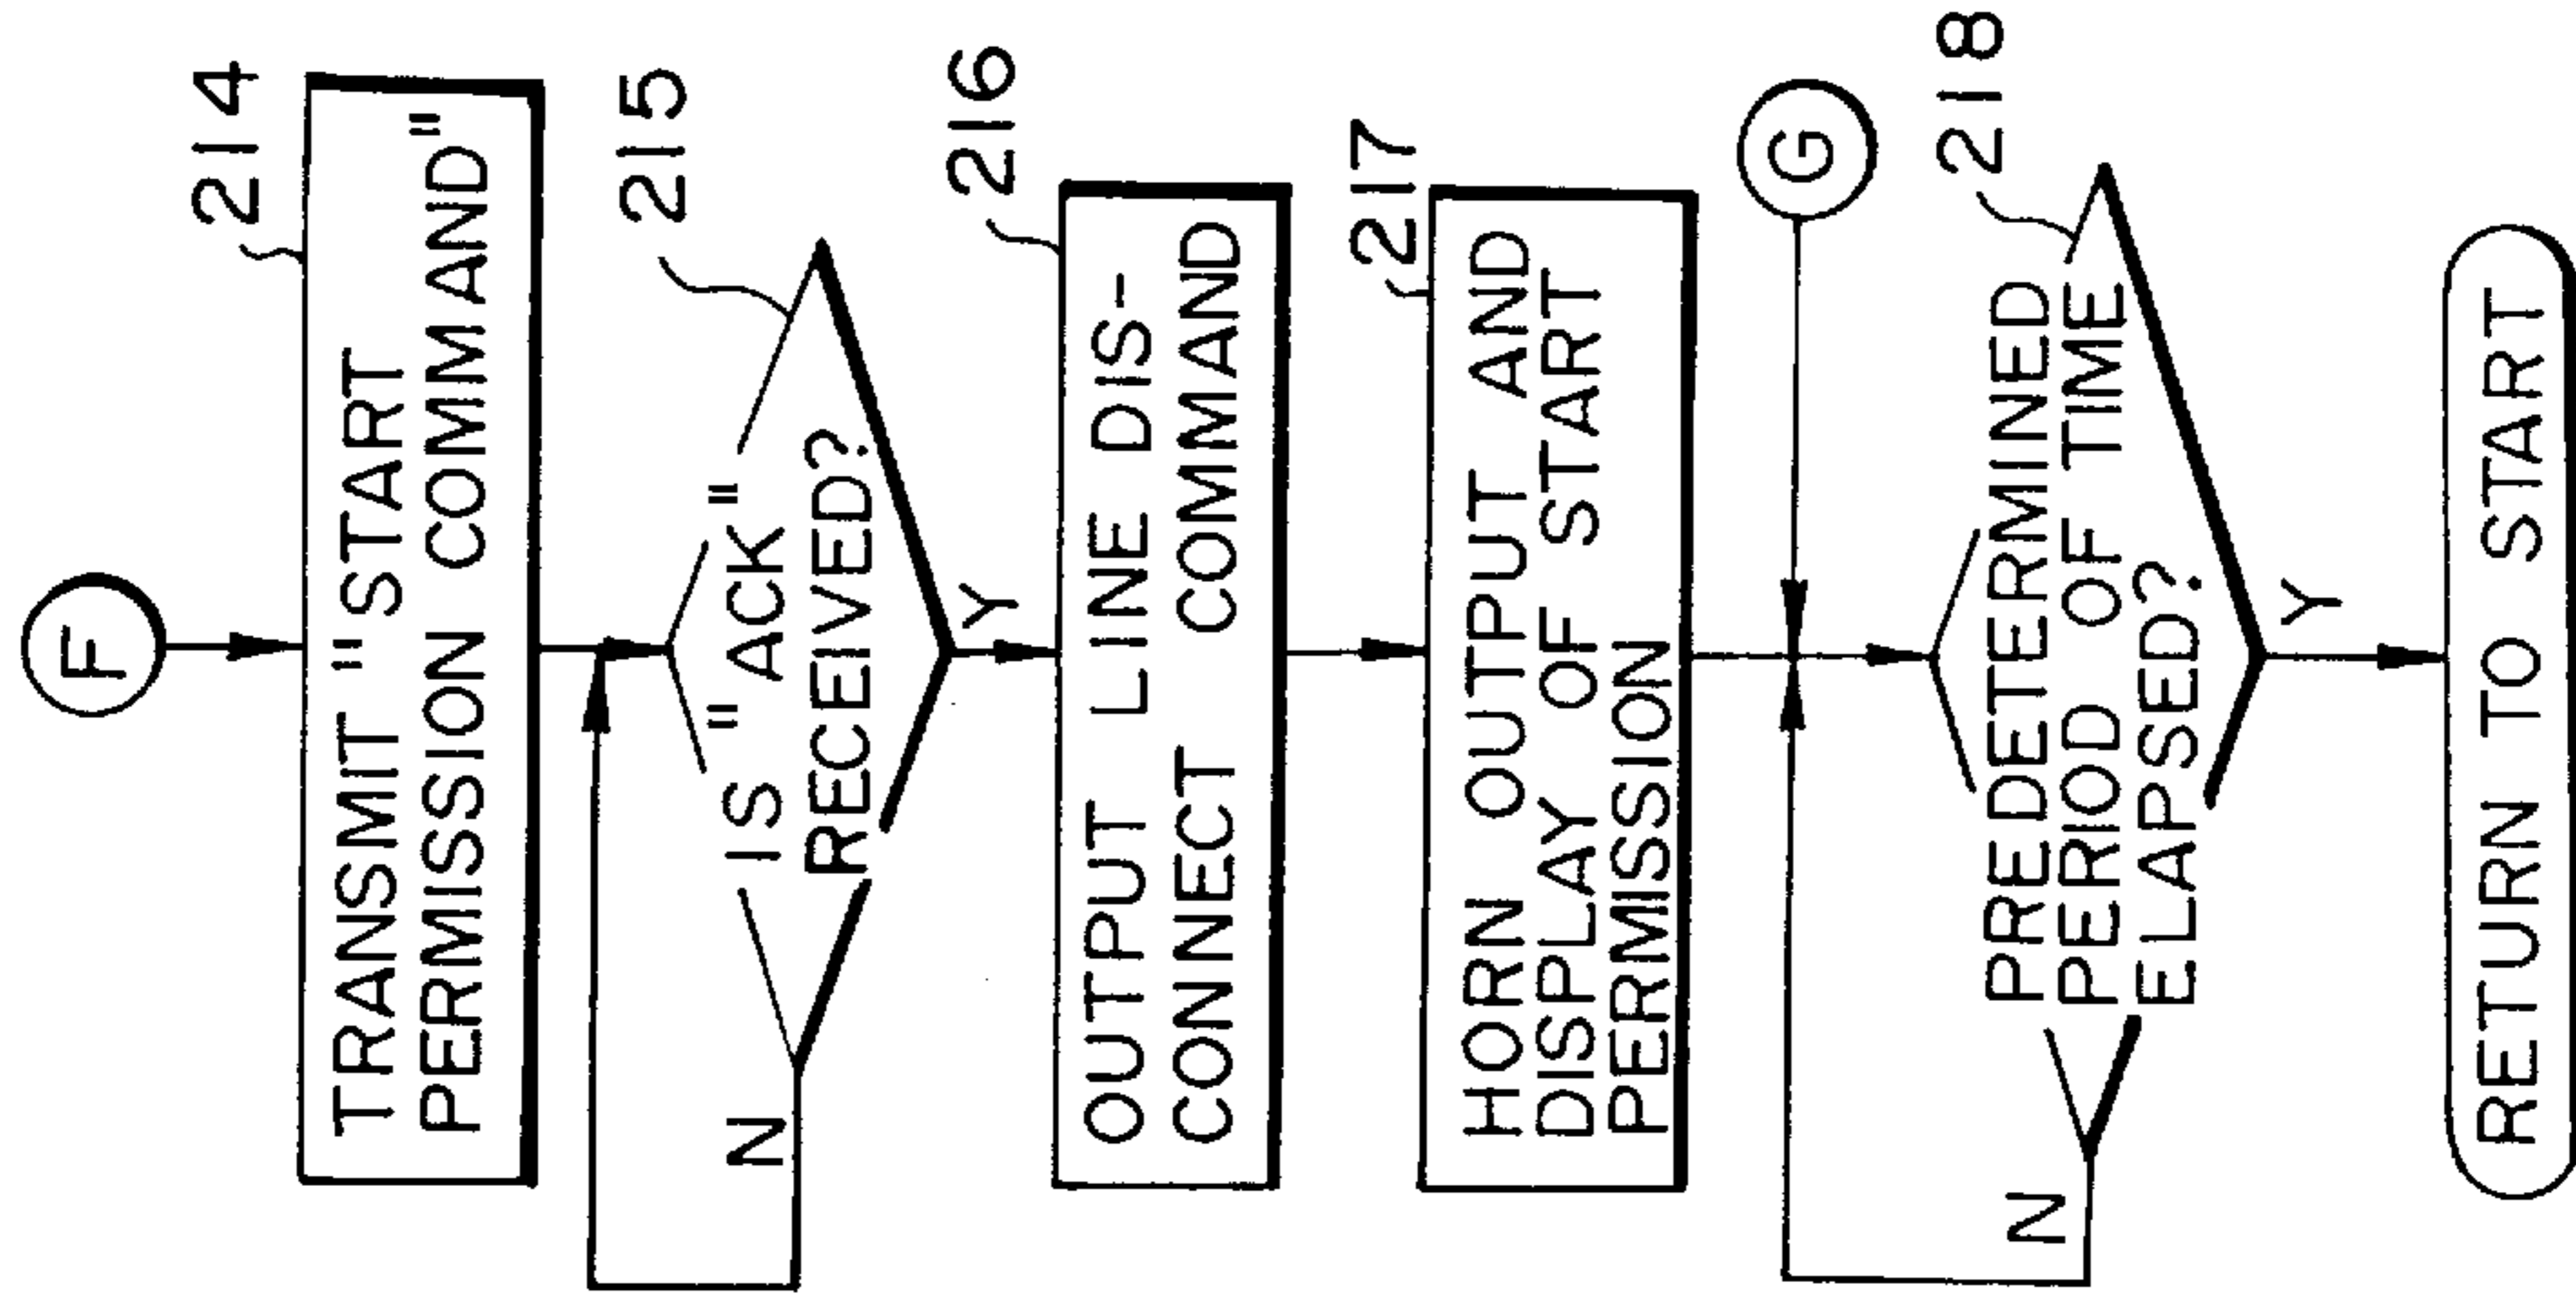 F
214
TRANSMIT "START
PERMISSION COMMAND"
215
IS "ACK"
RECEIVED?
N
Y
216
OUTPUT LINE DIS-
CONNECT COMMAND
217
HORN OUTPUT AND
DISPLAY OF START
PERMISSION
G
218
PREDETERMINED
PERIOD OF TIME
ELAPSED?
N
Y
RETURN TO START